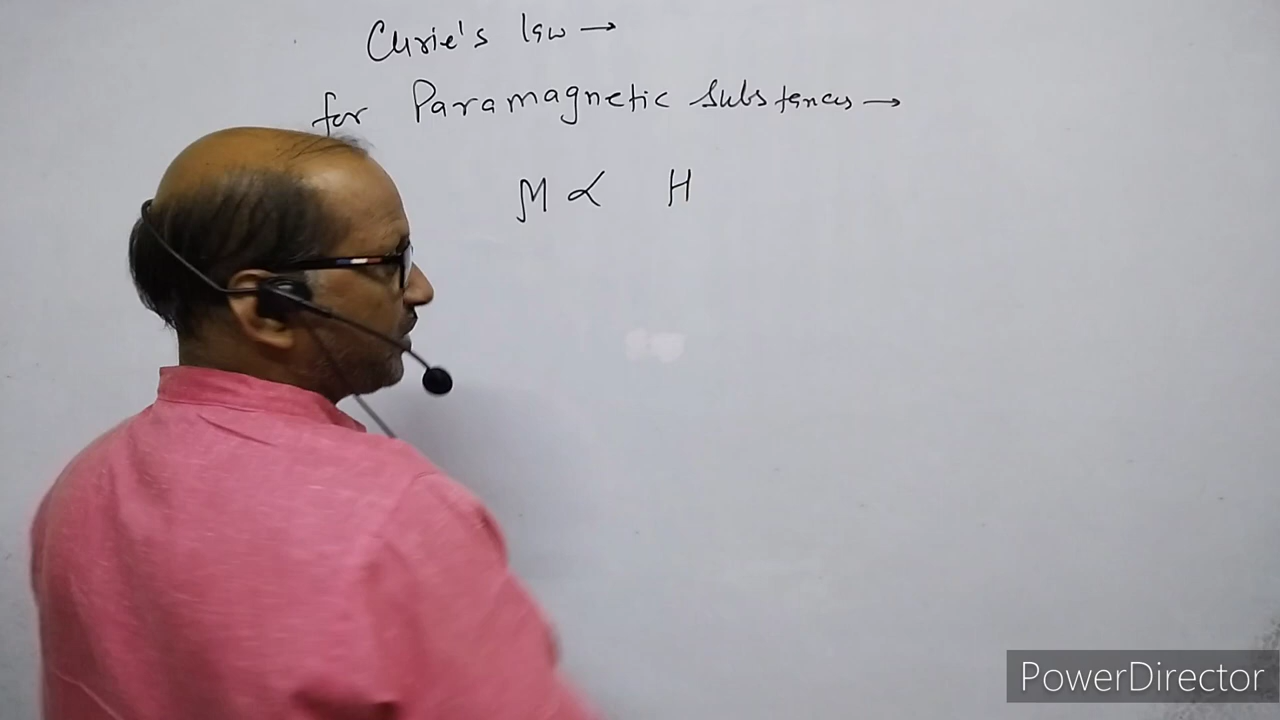 Curie's law →
for Paramagnetic Substances →
M ∝ H
PowerDirector